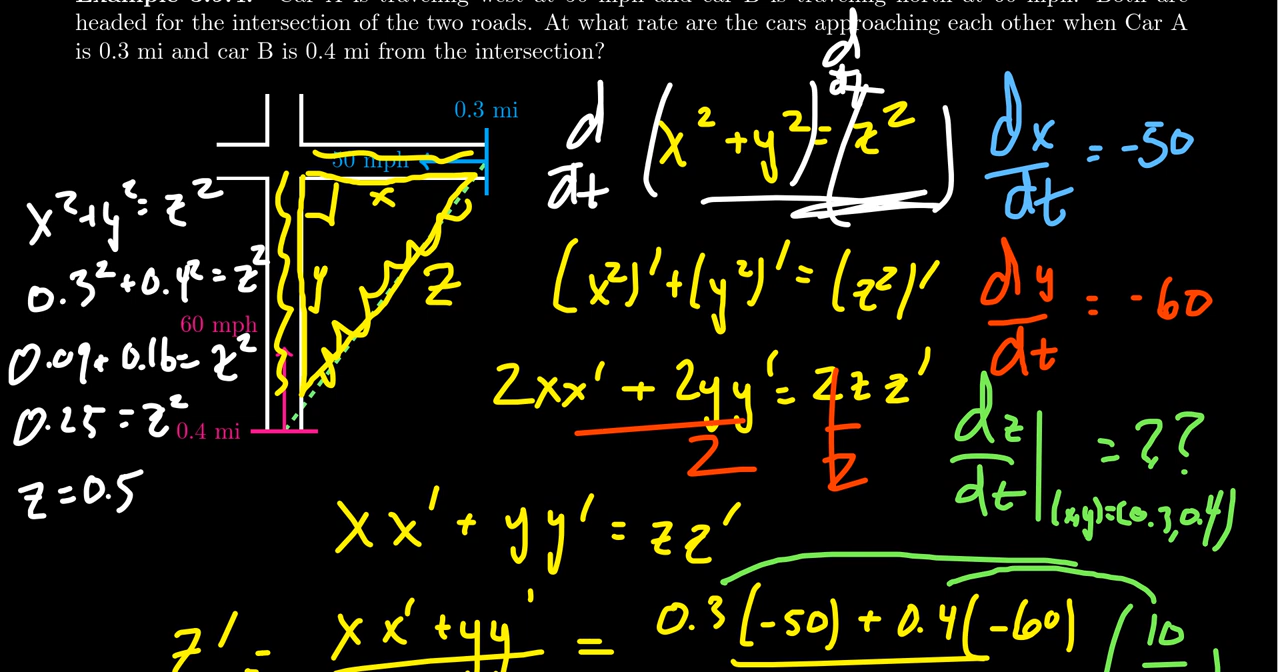 headed for the intersection of the two roads. At what rate are the cars approaching each other when Car A
is 0.3 mi and car B is 0.4 mi from the intersection?
0.3 mi
50 mph
60 mph
0.4 mi
x
y
z
x²+y²=z²
0.3²+0.4²=z²
0.09+0.16=z²
0.25=z²
z=0.5
d/dt (x²+y²) = d/dt z²
(x²)'+(y²)'=(z²)'
2xx' + 2yy' = 2zz'
2 2
xx' + yy' = zz'
z' = xx'+yy' = 0.3(-50)+0.4(-60) (10
dx/dt = -50
dy/dt = -60
dz/dt |(x,y)=(0.3,0.4) = ??